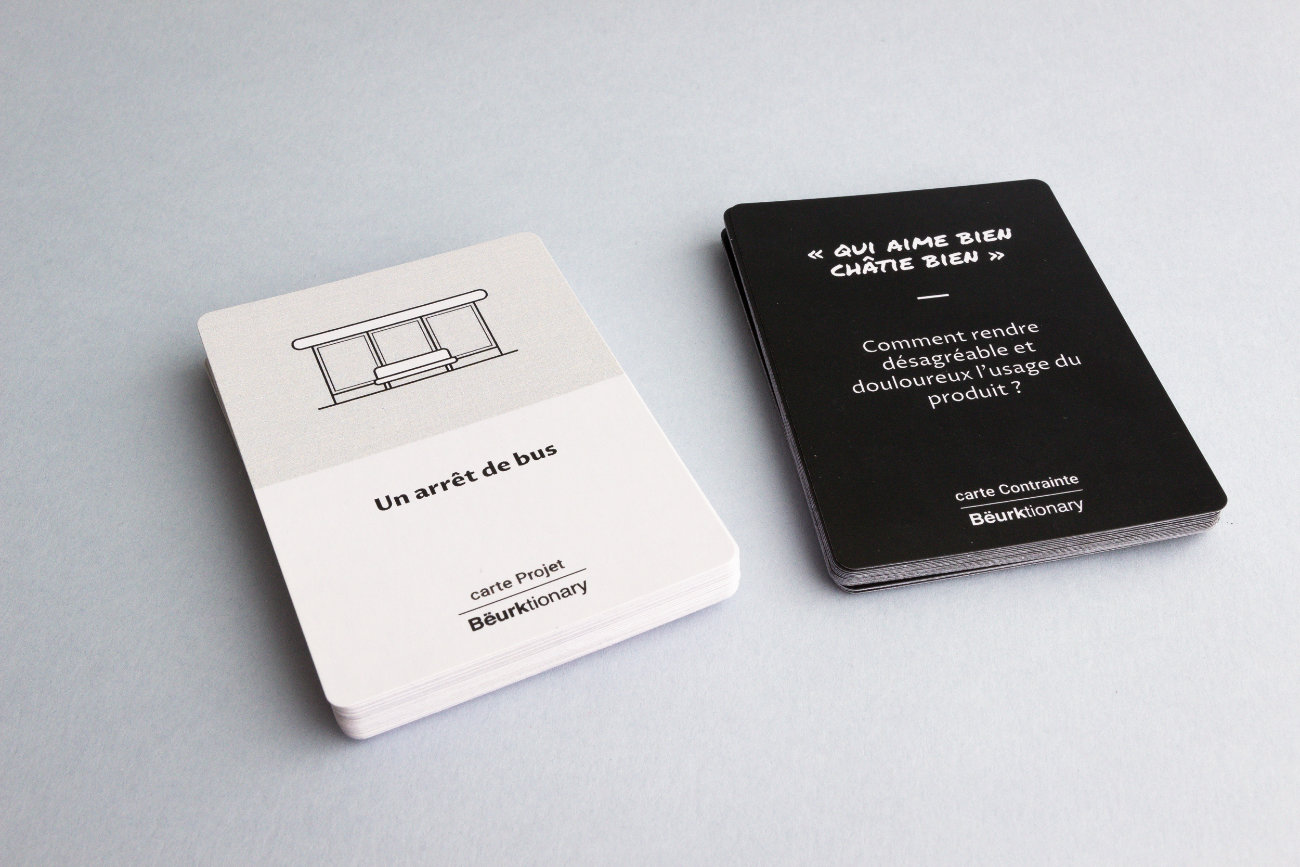 Un arrêt de bus
carte Projet
Bëurktionary
« QUI AIME BIEN
CHÂTIE BIEN »
Comment rendre
désagréable et
douloureux l'usage du
produit ?
carte Contrainte
Bëurktionary